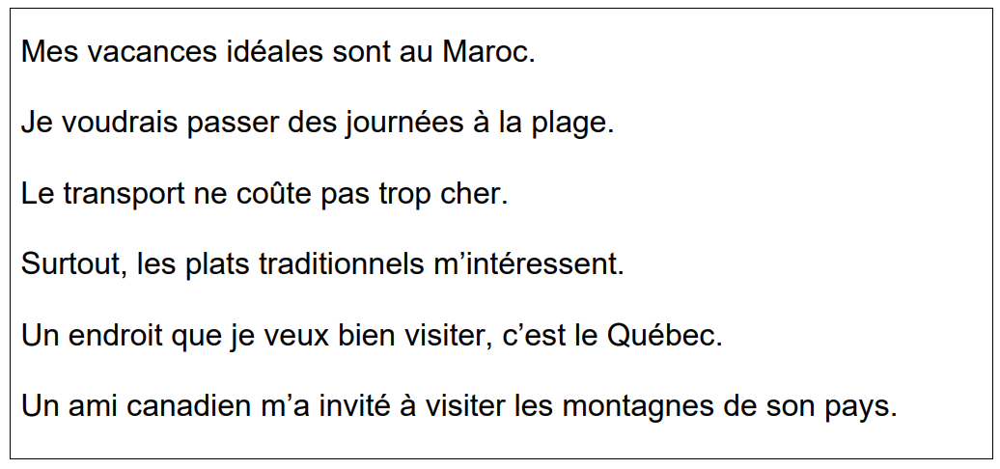 Mes vacances idéales sont au Maroc.
Je voudrais passer des journées à la plage.
Le transport ne coûte pas trop cher.
Surtout, les plats traditionnels m’intéressent.
Un endroit que je veux bien visiter, c’est le Québec.
Un ami canadien m’a invité à visiter les montagnes de son pays.